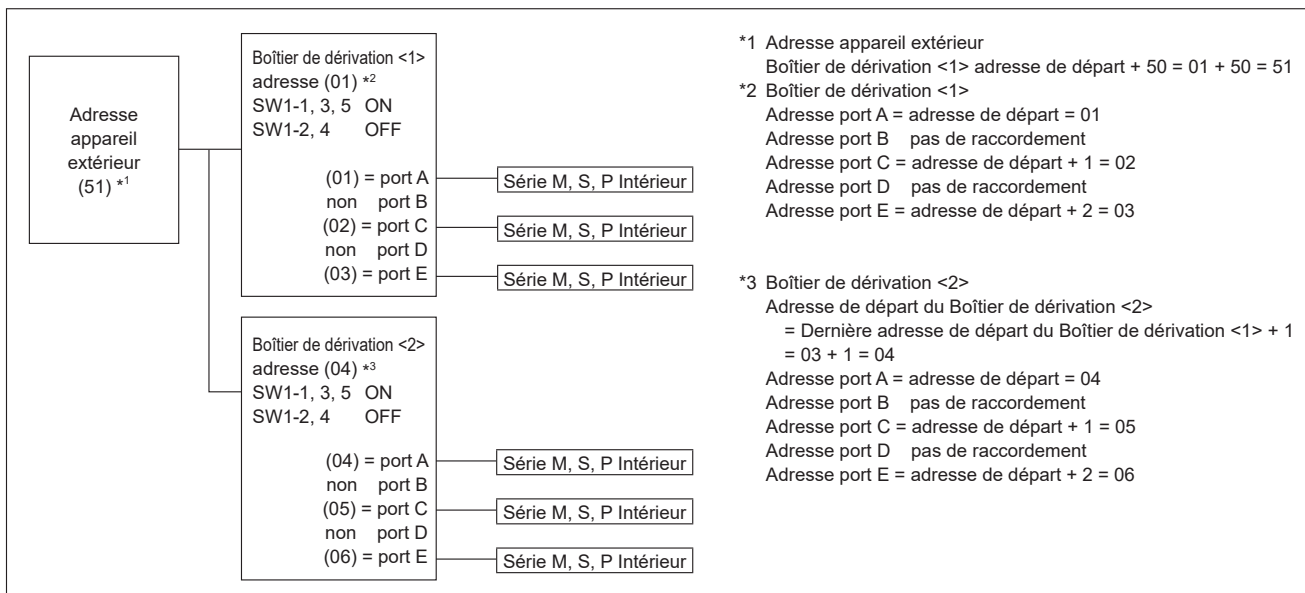 Adresse
appareil
extérieur
(51) *1
Boîtier de dérivation <1>
adresse (01) *2
SW1-1, 3, 5 ON
SW1-2, 4 OFF
(01) = port A
non port B
(02) = port C
non port D
(03) = port E
Série M, S, P Intérieur
Série M, S, P Intérieur
Série M, S, P Intérieur
Boîtier de dérivation <2>
adresse (04) *3
SW1-1, 3, 5 ON
SW1-2, 4 OFF
(04) = port A
non port B
(05) = port C
non port D
(06) = port E
Série M, S, P Intérieur
Série M, S, P Intérieur
Série M, S, P Intérieur
*1 Adresse appareil extérieur
Boîtier de dérivation <1> adresse de départ + 50 = 01 + 50 = 51
*2 Boîtier de dérivation <1>
Adresse port A = adresse de départ = 01
Adresse port B pas de raccordement
Adresse port C = adresse de départ + 1 = 02
Adresse port D pas de raccordement
Adresse port E = adresse de départ + 2 = 03
*3 Boîtier de dérivation <2>
Adresse de départ du Boîtier de dérivation <2>
= Dernière adresse de départ du Boîtier de dérivation <1> + 1
= 03 + 1 = 04
Adresse port A = adresse de départ = 04
Adresse port B pas de raccordement
Adresse port C = adresse de départ + 1 = 05
Adresse port D pas de raccordement
Adresse port E = adresse de départ + 2 = 06